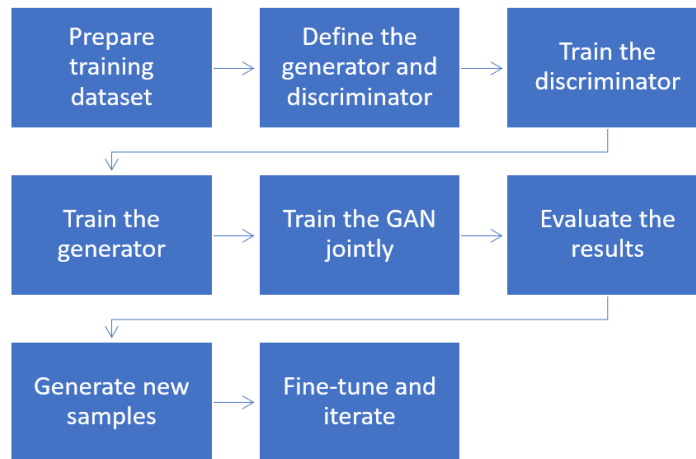 Prepare
training
dataset
Define the
generator and
discriminator
Train the
discriminator
Train the
generator
Train the GAN
jointly
Evaluate the
results
Generate new
samples
Fine-tune and
iterate